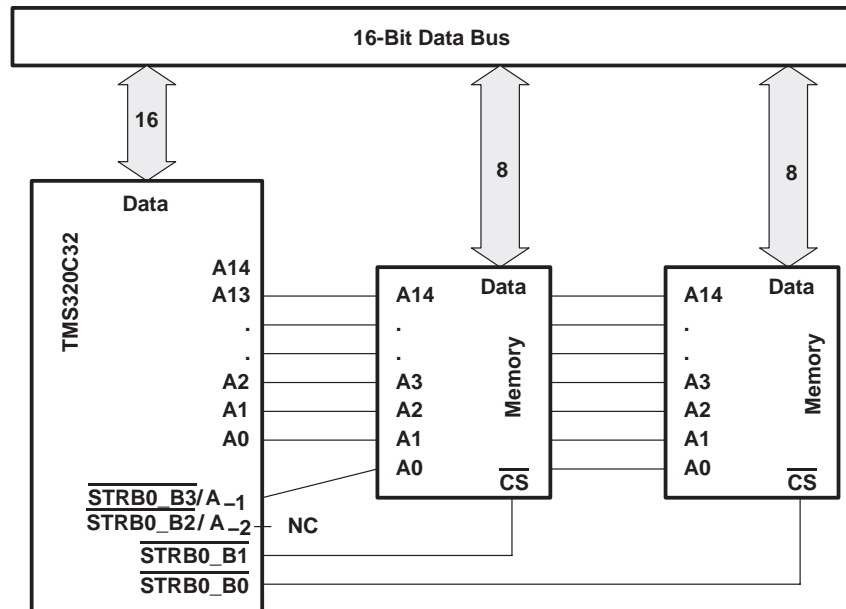 16-Bit Data Bus
16
8
8
Data
TMS320C32
A14
A13
.
.
A2
A1
A0
STRB0_B3/A–1
STRB0_B2/A–2
NC
STRB0_B1
STRB0_B0
Data
A14
.
.
A3
A2
A1
A0
Memory
CS
Data
A14
.
.
A3
A2
A1
A0
Memory
CS